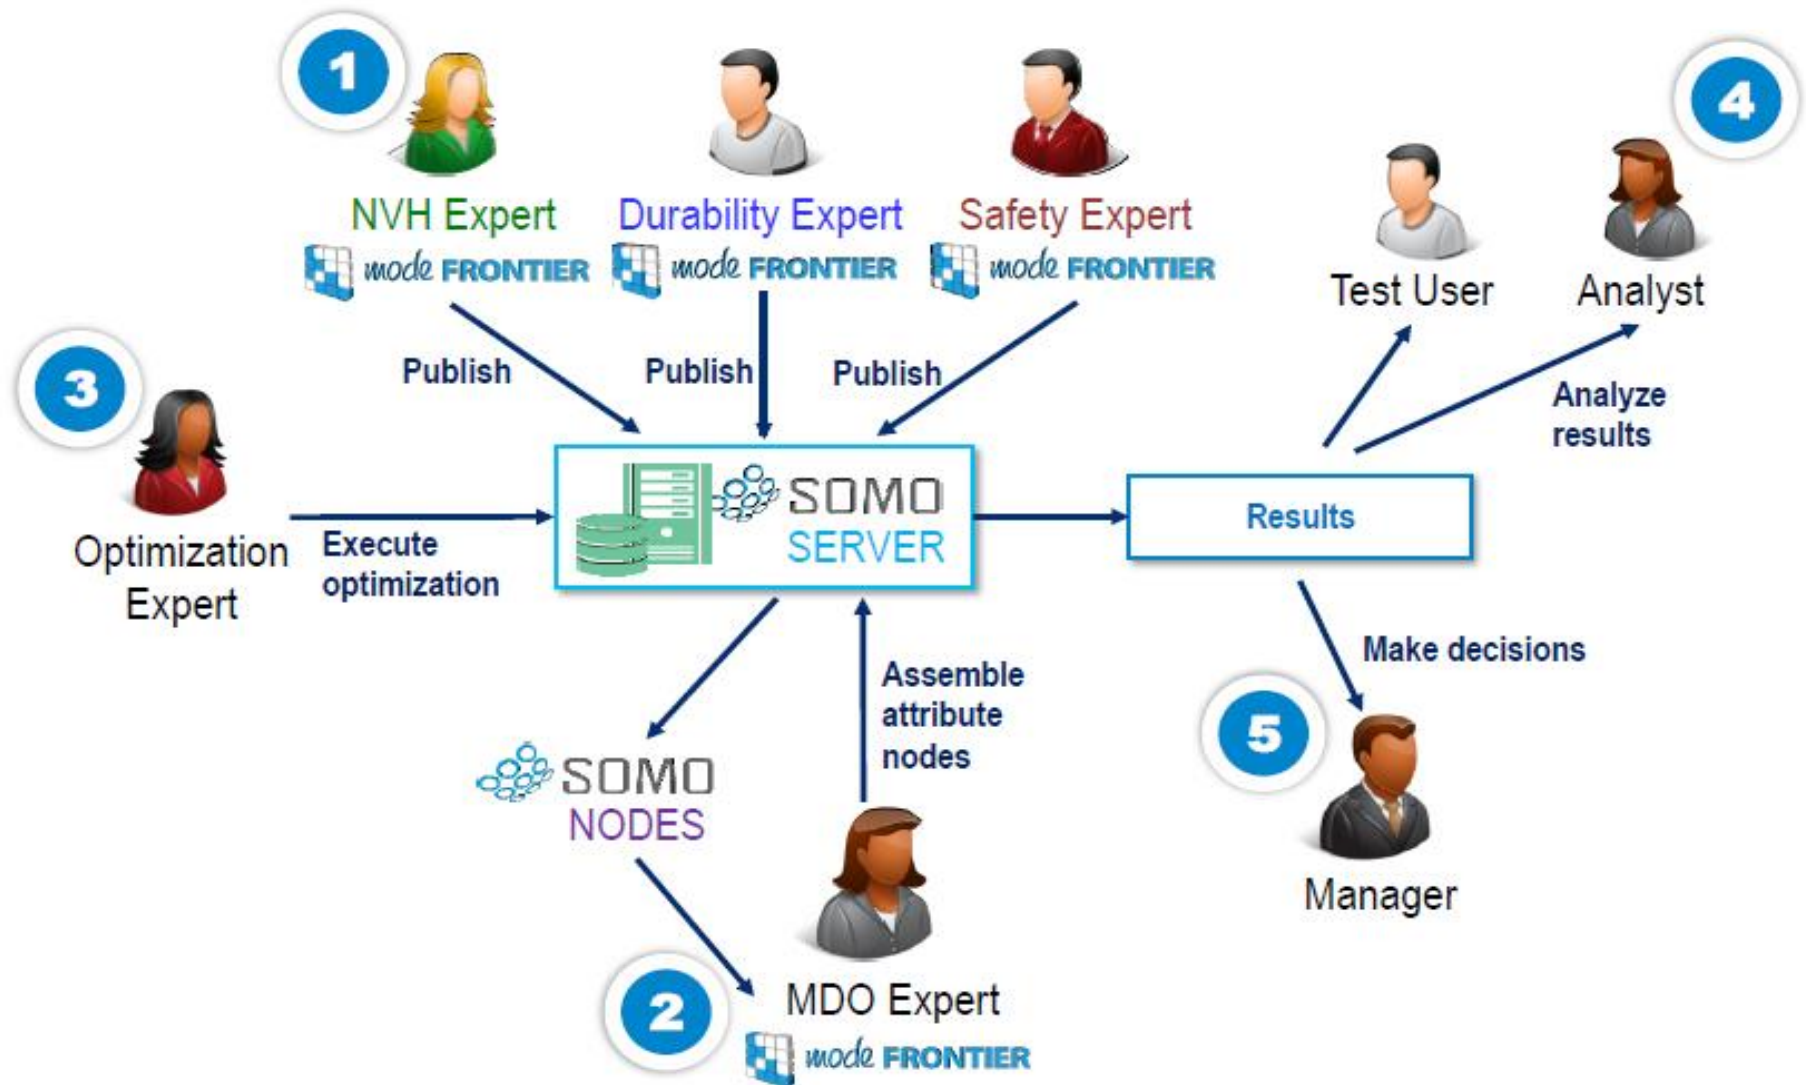 1
NVH Expert
mode FRONTIER
Durability Expert
mode FRONTIER
Safety Expert
mode FRONTIER
4
Test User
Analyst
Publish
Publish
Publish
Analyze
results
3
Optimization
Expert
Execute
optimization
SOMO
SERVER
Results
Assemble
attribute
nodes
Make decisions
5
Manager
SOMO
NODES
2
MDO Expert
mode FRONTIER